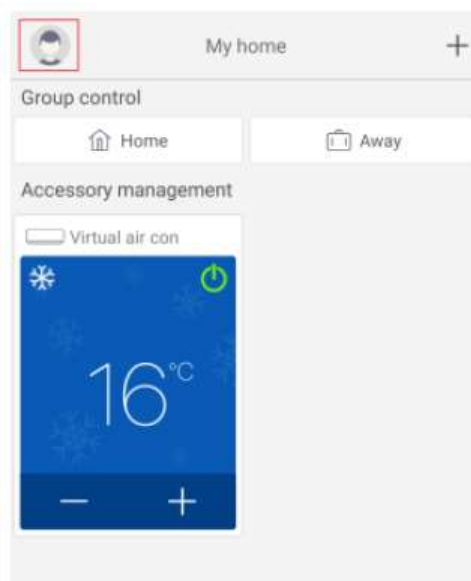 My home
Group control
Home
Away
Accessory management
Virtual air con
16°C